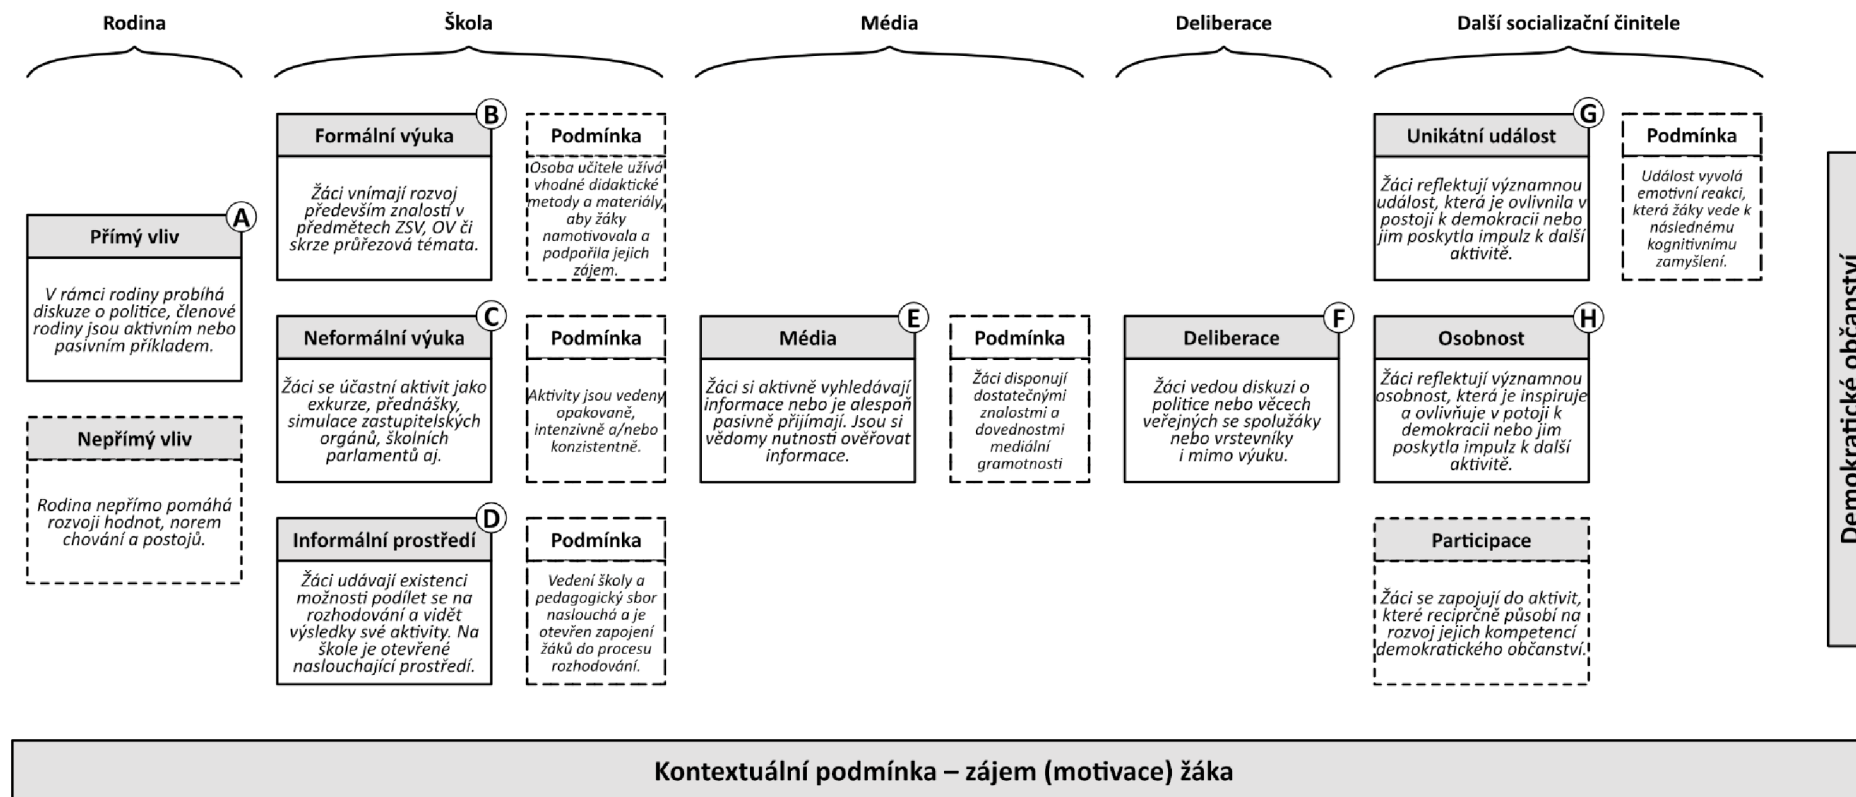 Rodina
Škola
Média
Deliberace
Další socializační činitele
A
Přímý vliv
V rámci rodiny probíhá
diskuze o politice, členové
rodiny jsou aktivním nebo
pasivním příkladem.
Nepřímý vliv
Rodina nepřímo pomáhá
rozvoji hodnot, norem
chování a postojů.
B
Formální výuka
Žáci vnímají rozvoj
především znalostí v
předmětech ZSV, OV či
skrze průřezová témata.
Podmínka
Osoba učitele užívá
vhodné didaktické
metody a materiály,
aby žáky
namotivovala a
podpořila jejich
zájem.
C
Neformální výuka
Žáci se účastní aktivit jako
exkurze, přednášky,
simulace zastupitelských
orgánů, školních
parlamentů aj.
Podmínka
Aktivity jsou vedeny
opakovaně,
intenzivně a/nebo
konzistentně.
D
Informální prostředí
Žáci udávají existenci
možnosti podílet se na
rozhodování a vidět
výsledky své aktivity. Na
škole je otevřené
naslouchající prostředí.
Podmínka
Vedení školy a
pedagogický sbor
naslouchá a je
otevřen zapojení
žáků do procesu
rozhodování.
E
Média
Žáci si aktivně vyhledávají
informace nebo je alespoň
pasivně přijímají. Jsou si
vědomy nutnosti ověřovat
informace.
Podmínka
Žáci disponují
dostatečnými
znalostmi a
dovednostmi
mediální
gramotnosti
F
Deliberace
Žáci vedou diskuzi o
politice nebo věcech
veřejných se spolužáky
nebo vrstevníky
i mimo výuku.
G
Unikátní událost
Žáci reflektují významnou
událost, která je ovlivnila v
postoji k demokracii nebo
jim poskytla impulz k další
aktivitě.
Podmínka
Událost vyvolá
emotivní reakci,
která žáky vede k
následnému
kognitivnímu
zamyšlení.
H
Osobnost
Žáci reflektují významnou
osobnost, která je inspiruje
a ovlivňuje v potoji k
demokracii nebo jim
poskytla impulz k další
aktivitě.
Participace
Žáci se zapojují do aktivit,
které reciprčně působí na
rozvoj jejich kompetencí
demokratického občanství.
Demokratické občanství
Kontextuální podmínka – zájem (motivace) žáka